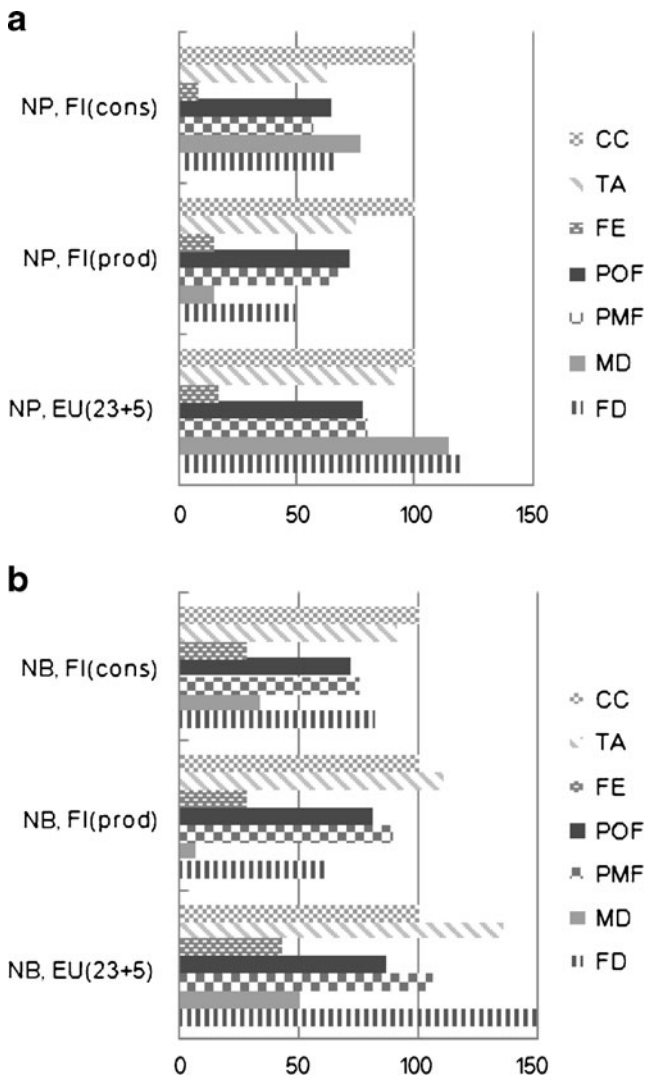 a
NP, FI(cons)
NP, FI(prod)
NP, EU(23+5)
0 50 100 150
CC
TA
FE
POF
PMF
MD
FD
b
NB, FI(cons)
NB, FI(prod)
NB, EU(23+5)
0 50 100 150
CC
TA
FE
POF
PMF
MD
FD